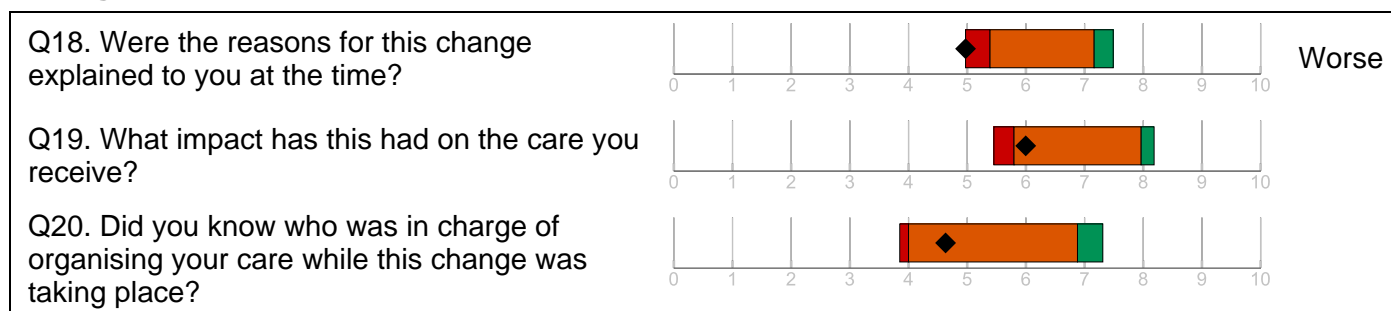 Q18. Were the reasons for this change
explained to you at the time?
Worse
0 1 2 3 4 5 6 7 8 9 10
Q19. What impact has this had on the care you
receive?
0 1 2 3 4 5 6 7 8 9 10
Q20. Did you know who was in charge of
organising your care while this change was
taking place?
0 1 2 3 4 5 6 7 8 9 10